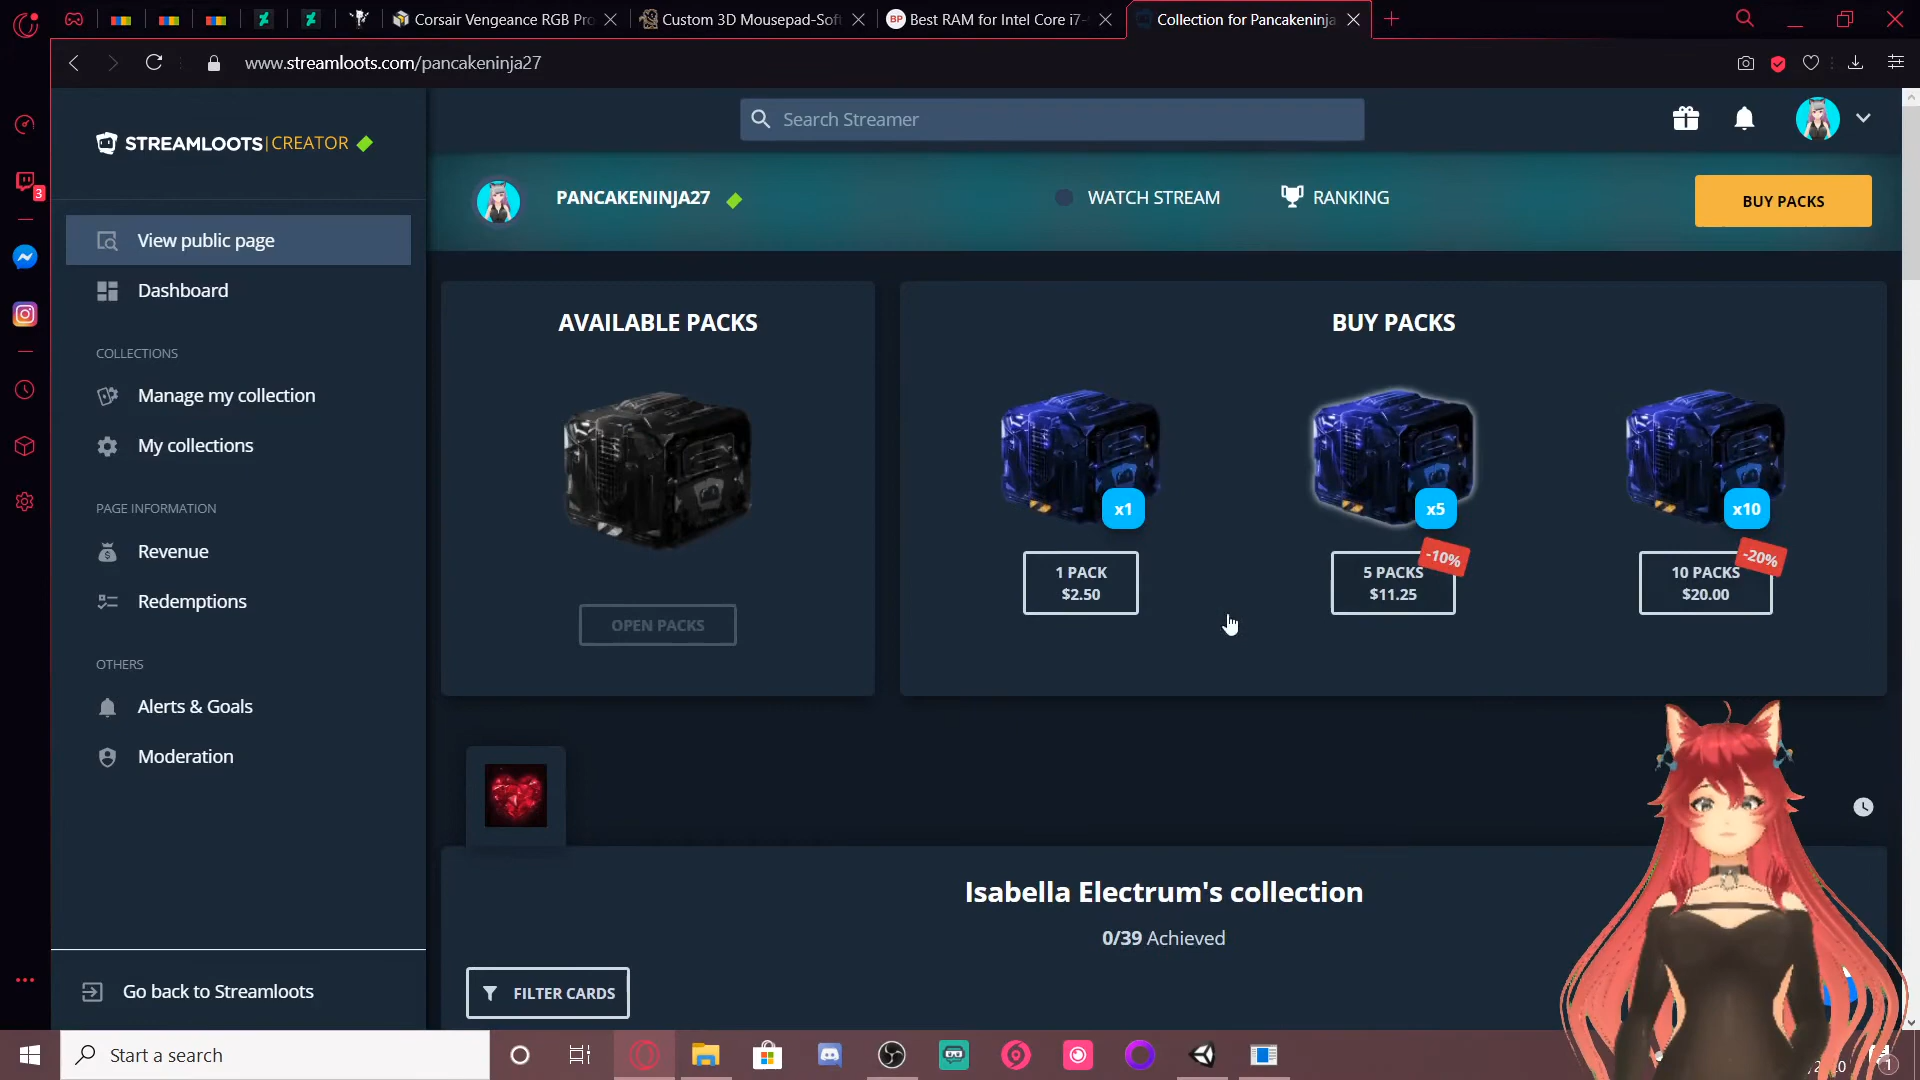 Corsair Vengeance RGB Pro
Custom 3D Mousepad-Sof
BP Best RAM for Intel Core i7-
Collection for Pancakeninja
www.streamloots.com/pancakeninja27
3
STREAMLOOTS|CREATOR
Search Streamer
PANCAKENINJA27
WATCH STREAM
RANKING
BUY PACKS
View public page
Dashboard
COLLECTIONS
Manage my collection
My collections
PAGE INFORMATION
Revenue
Redemptions
OTHERS
Alerts & Goals
Moderation
Go back to Streamloots
AVAILABLE PACKS
OPEN PACKS
BUY PACKS
x1
x5
x10
-10%
-20%
1 PACK
$2.50
5 PACKS
$11.25
10 PACKS
$20.00
Isabella Electrum's collection
0/39 Achieved
FILTER CARDS
Start a search
1